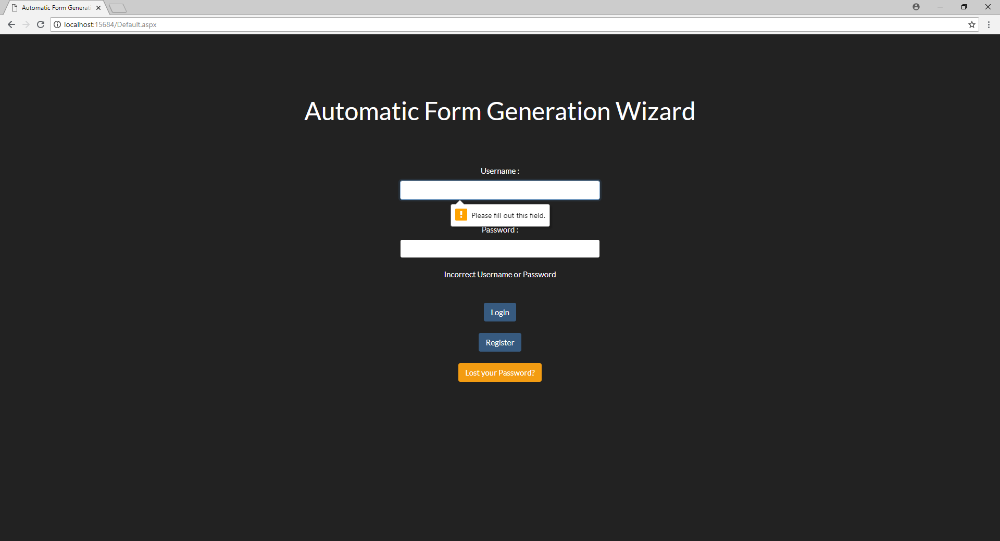 Automatic Form Generati
localhost:15684/Default.aspx
Automatic Form Generation Wizard
Username :
Please fill out this field.
Password :
Incorrect Username or Password
Login
Register
Lost your Password?